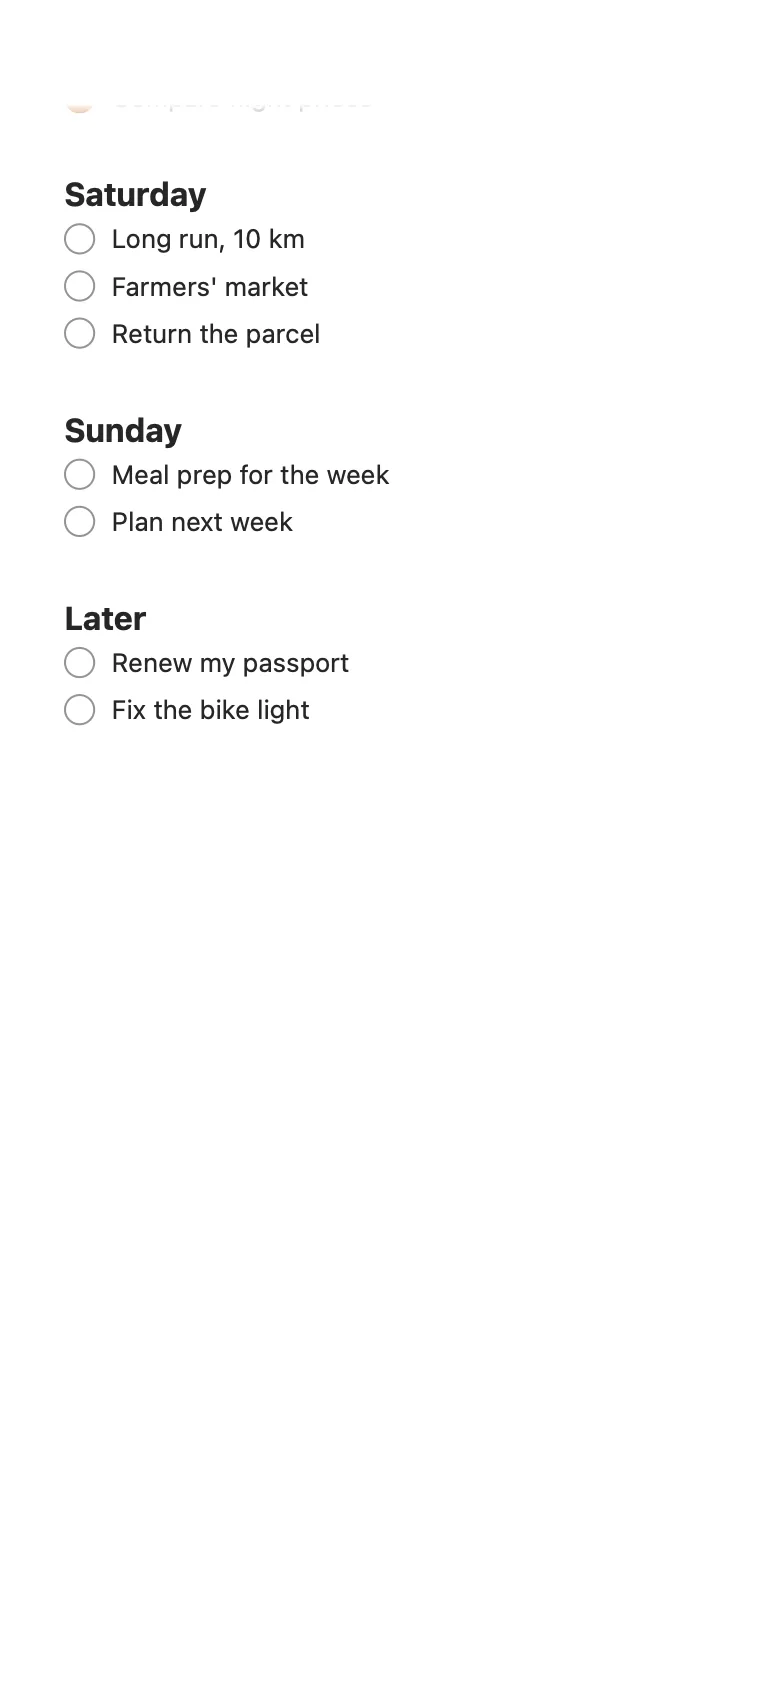 Saturday
Long run, 10 km
Farmers' market
Return the parcel
Sunday
Meal prep for the week
Plan next week
Later
Renew my passport
Fix the bike light